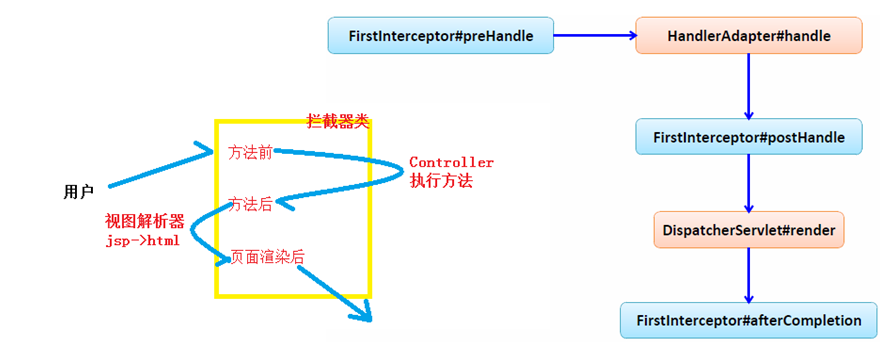 FirstInterceptor#preHandle
HandlerAdapter#handle
FirstInterceptor#postHandle
DispatcherServlet#render
FirstInterceptor#afterCompletion
拦截器类
方法前
Controller
执行方法
用户
方法后
视图解析器
jsp->html
页面渲染后